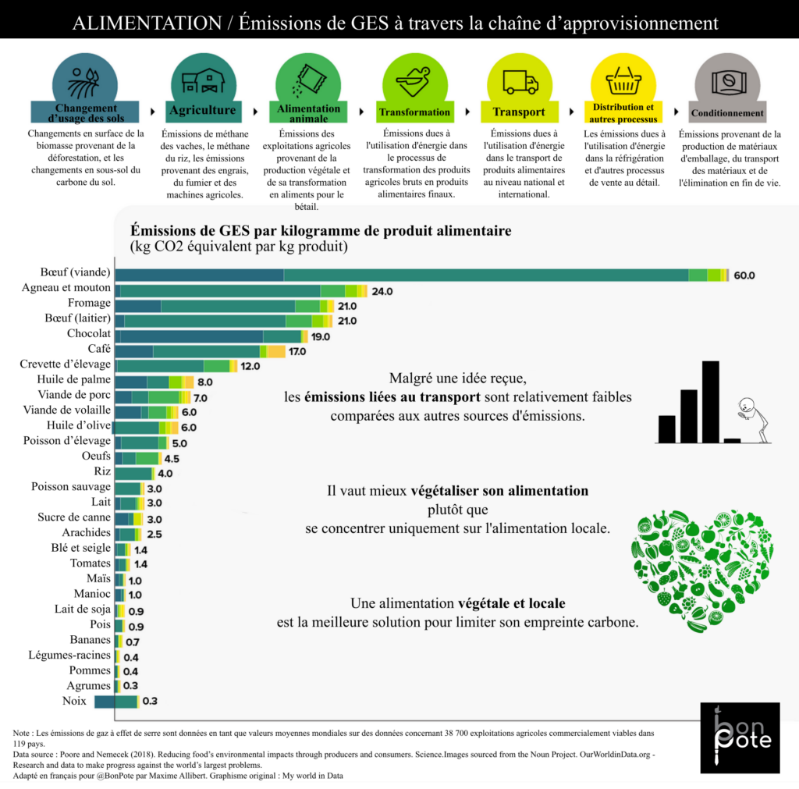 ALIMENTATION / Émissions de GES à travers la chaîne d’approvisionnement
Changement
d’usage des sols
Changements en surface de la
biomasse provenant de la
déforestation, et les
changements en sous-sol du
carbone du sol.
Agriculture
Émissions de méthane
des vaches, le méthane
du riz, les émissions
provenant des engrais,
du fumier et des
machines agricoles.
Alimentation
animale
Émissions des
exploitations agricoles
provenant de la
production végétale et
de sa transformation
en aliments pour le
bétail.
Transformation
Émissions dues à
l'utilisation d'énergie dans
le processus de
transformation des produits
agricoles bruts en produits
alimentaires finaux.
Transport
Émissions dues à
l'utilisation d'énergie
dans le transport de
produits alimentaires
au niveau national et
international.
Distribution et
autres processus
Les émissions dues à
l'utilisation d'énergie
dans la réfrigération
et d'autres processus
de vente au détail.
Conditionnement
Émissions provenant de la
production de matériaux
d'emballage, du transport
des matériaux et de
l'élimination en fin de vie.
Émissions de GES par kilogramme de produit alimentaire
(kg CO2 équivalent par kg produit)
Bœuf (viande) 60.0
Agneau et mouton 24.0
Fromage 21.0
Bœuf (laitier) 21.0
Chocolat 19.0
Café 17.0
Crevette d’élevage 12.0
Huile de palme 8.0
Viande de porc 7.0
Viande de volaille 6.0
Huile d’olive 6.0
Poisson d’élevage 5.0
Oeufs 4.5
Riz 4.0
Poisson sauvage 3.0
Lait 3.0
Sucre de canne 3.0
Arachides 2.5
Blé et seigle 1.4
Tomates 1.4
Maïs 1.0
Manioc 1.0
Lait de soja 0.9
Pois 0.9
Bananes 0.7
Légumes-racines 0.4
Pommes 0.4
Agrumes 0.3
Noix 0.3
Malgré une idée reçue,
les émissions liées au transport sont relativement faibles
comparées aux autres sources d'émissions.
Il vaut mieux végétaliser son alimentation
plutôt que
se concentrer uniquement sur l'alimentation locale.
Une alimentation végétale et locale
est la meilleure solution pour limiter son empreinte carbone.
bon
pote
Note : Les émissions de gaz à effet de serre sont données en tant que valeurs moyennes mondiales sur des données concernant 38 700 exploitations agricoles commercialement viables dans
119 pays.
Data source : Poore and Nemecek (2018). Reducing food's environmental impacts through producers and consumers. Science.Images sourced from the Noun Project. OurWorldinData.org -
Research and data to make progress against the world's largest problems.
Adapté en français pour @BonPote par Maxime Allibert. Graphisme original : My world in Data